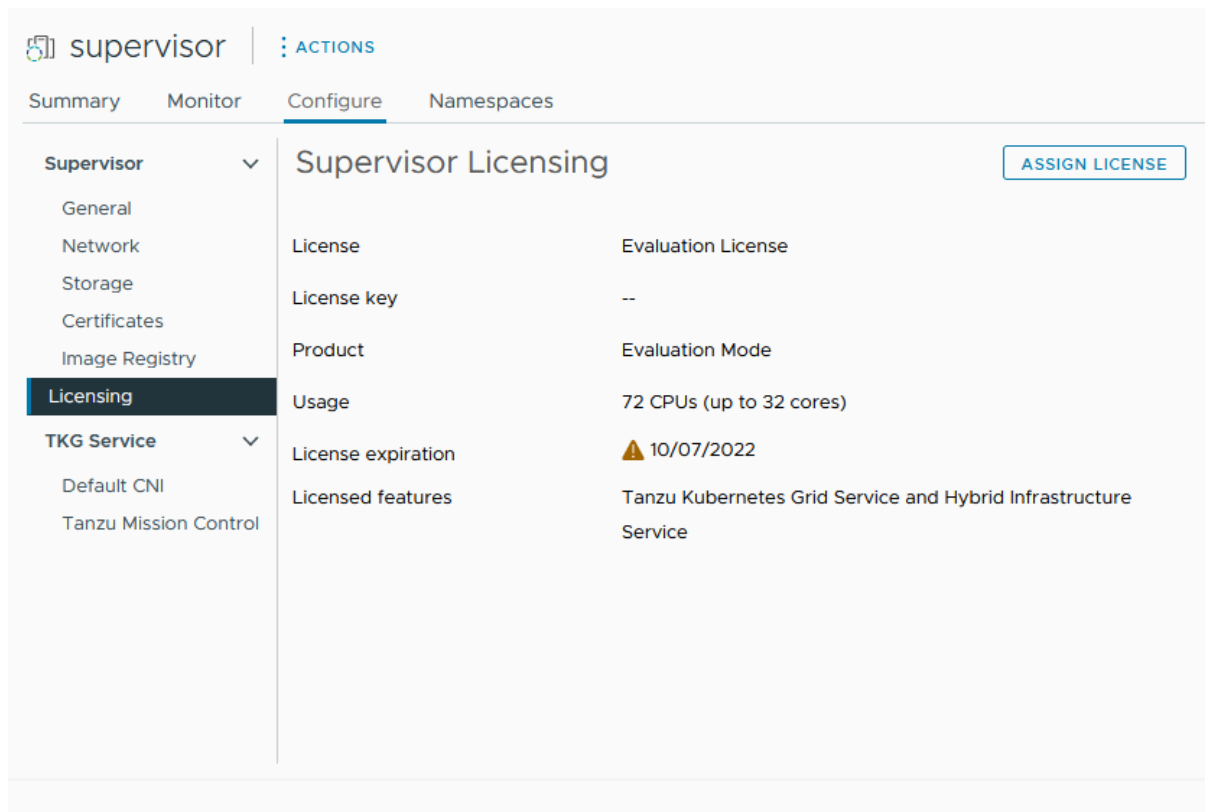 supervisor ACTIONS
Summary Monitor Configure Namespaces
Supervisor
General
Network
Storage
Certificates
Image Registry
Licensing
TKG Service
Default CNI
Tanzu Mission Control
Supervisor Licensing ASSIGN LICENSE
License Evaluation License
License key --
Product Evaluation Mode
Usage 72 CPUs (up to 32 cores)
License expiration 10/07/2022
Licensed features Tanzu Kubernetes Grid Service and Hybrid Infrastructure
Service